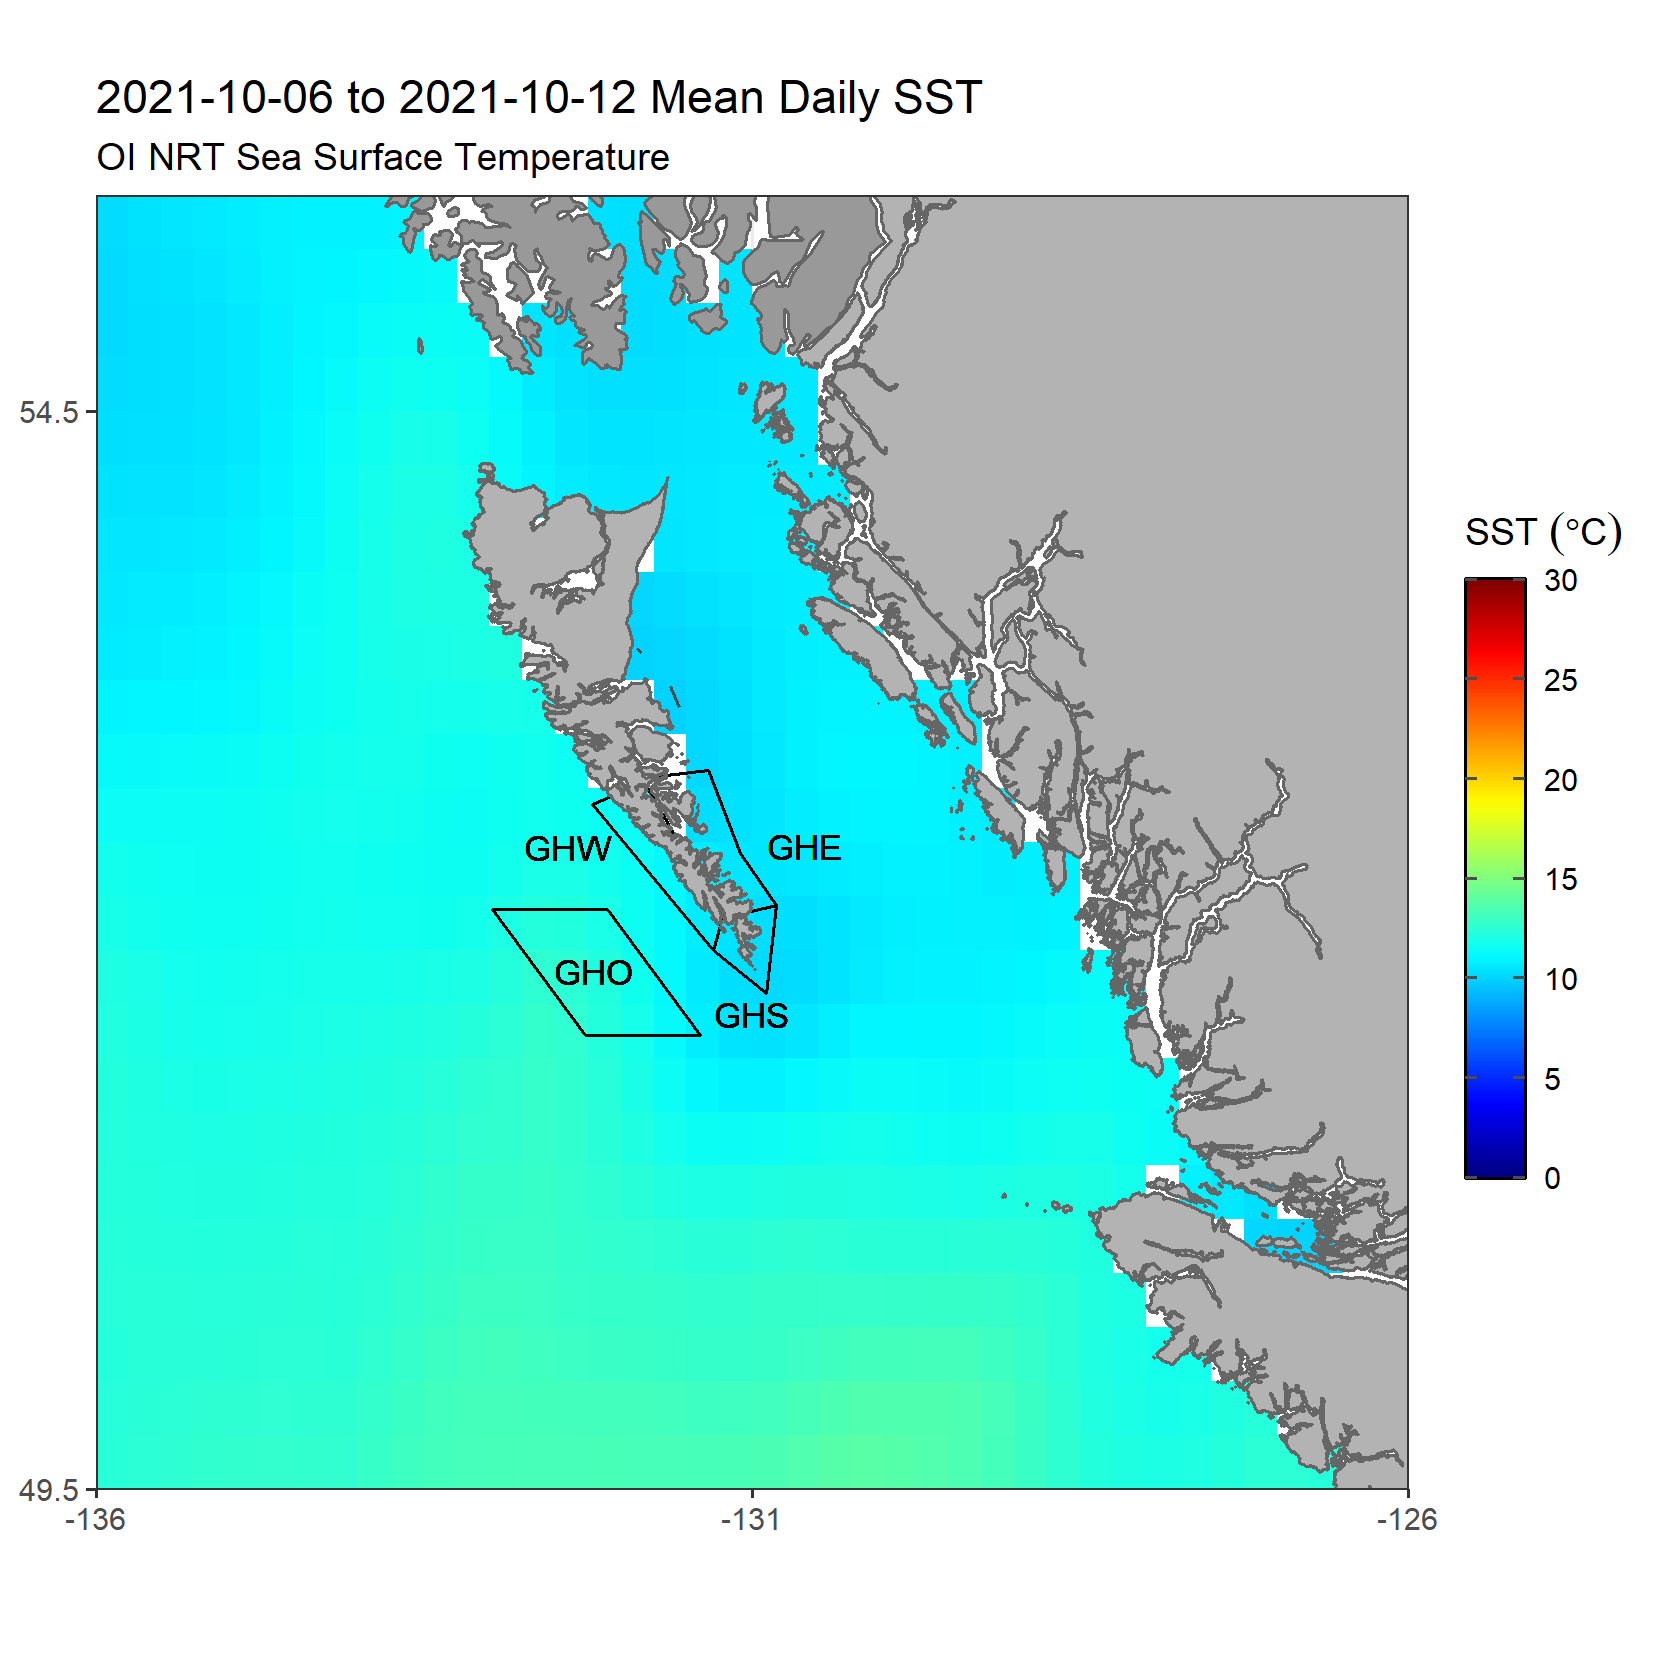 2021-10-06 to 2021-10-12 Mean Daily SST
OI NRT Sea Surface Temperature
54.5
49.5
-136
-131
-126
GHW
GHE
GHO
GHS
SST (°C)
30
25
20
15
10
5
0